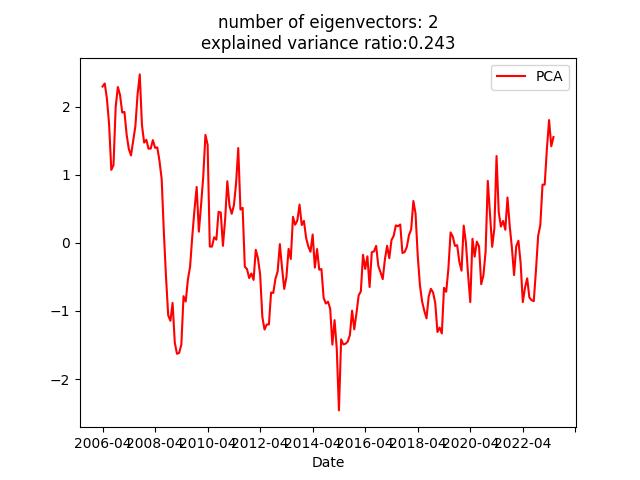 number of eigenvectors: 2
explained variance ratio:0.243
PCA
2
1
0
−1
−2
2006-04 2008-04 2010-04 2012-04 2014-04 2016-04 2018-04 2020-04 2022-04
Date